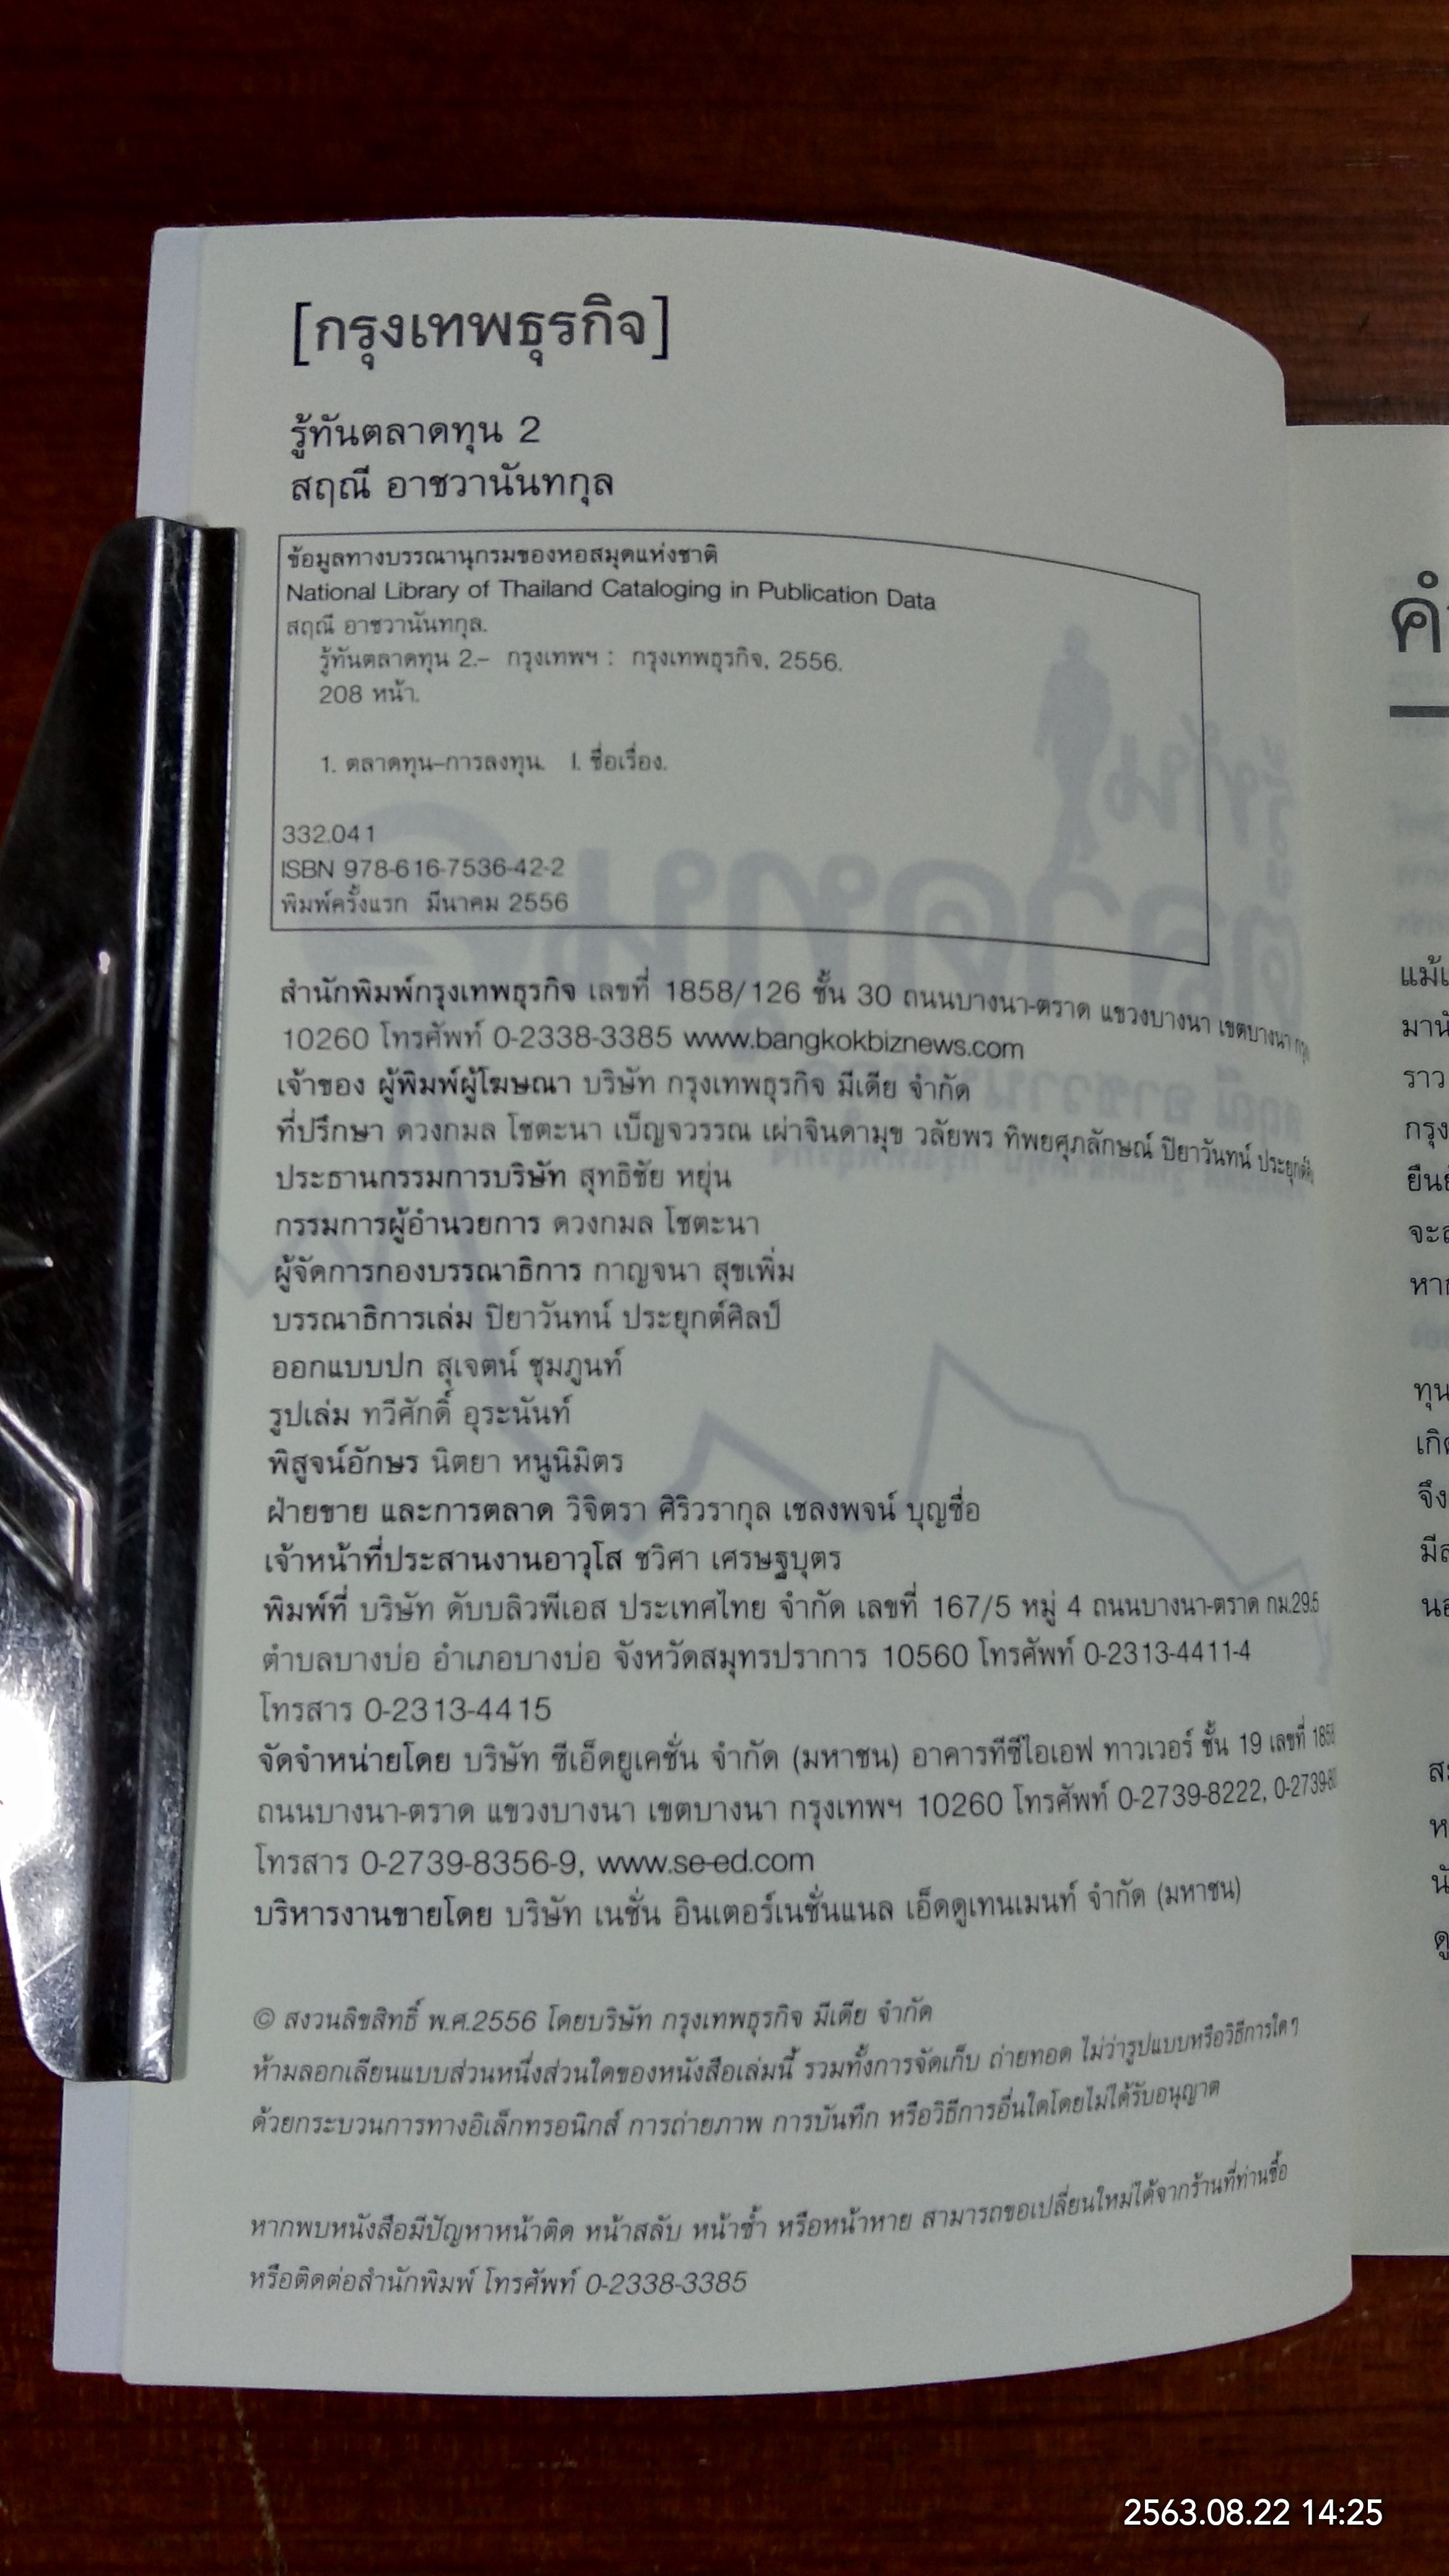 [กรุงเทพธุรกิจ]
รู้ทันตลาดทุน 2
สฤณี อาชวานันทกุล
ข้อมูลทางบรรณานุกรมของหอสมุดแห่งชาติ
National Library of Thailand Cataloging in Publication Data
สฤณี อาชวานันทกุล.
รู้ทันตลาดทุน 2.– กรุงเทพฯ : กรุงเทพธุรกิจ, 2556.
208 หน้า.
1. ตลาดทุน–การลงทุน. I. ชื่อเรื่อง.
332.041
ISBN 978-616-7536-42-2
พิมพ์ครั้งแรก มีนาคม 2556
สำนักพิมพ์กรุงเทพธุรกิจ เลขที่ 1858/126 ชั้น 30 ถนนบางนา-ตราด แขวงบางนา เขตบางนา
10260 โทรศัพท์ 0-2338-3385 www.bangkokbiznews.com
เจ้าของ ผู้พิมพ์ผู้โฆษณา บริษัท กรุงเทพธุรกิจ มีเดีย จำกัด
ที่ปรึกษา ดวงกมล โชตะนา เบ็ญจวรรณ เผ่าจินดามุข วลัยพร ทิพยศุภลักษณ์ ปิยาวันทน์
ประธานกรรมการบริษัท สุทธิชัย หยุ่น
กรรมการผู้อำนวยการ ดวงกมล โชตะนา
ผู้จัดการกองบรรณาธิการ กาญจนา สุขเพิ่ม
บรรณาธิการเล่ม ปิยาวันทน์ ประยุกต์ศิลป์
ออกแบบปก สุเจตน์ ชุมภูนท์
รูปเล่ม ทวีศักดิ์ อุระนันท์
พิสูจน์อักษร นิตยา หนูนิมิตร
ฝ่ายขาย และการตลาด วิจิตรา ศิริวรากุล เชลงพจน์ บุญชื่อ
เจ้าหน้าที่ประสานงานอาวุโส ชวิศา เศรษฐบุตร
พิมพ์ที่ บริษัท ดับบลิวพีเอส ประเทศไทย จำกัด เลขที่ 167/5 หมู่ 4 ถนนบางนา-ตราด กม.29.5
ตำบลบางบ่อ อำเภอบางบ่อ จังหวัดสมุทรปราการ 10560 โทรศัพท์ 0-2313-4411-4
โทรสาร 0-2313-4415
จัดจำหน่ายโดย บริษัท ซีเอ็ดยูเคชั่น จำกัด (มหาชน) อาคารทีซีไอเอฟ ทาวเวอร์ ชั้น 19 เลขที่ 1858
ถนนบางนา-ตราด แขวงบางนา เขตบางนา กรุงเทพฯ 10260 โทรศัพท์ 0-2739-8222,
โทรสาร 0-2739-8356-9, www.se-ed.com
บริหารงานขายโดย บริษัท เนชั่น อินเตอร์เนชั่นแนล เอ็ดดูเทนเมนท์ จำกัด (มหาชน)
© สงวนลิขสิทธิ์ พ.ศ.2556 โดยบริษัท กรุงเทพธุรกิจ มีเดีย จำกัด
ห้ามลอกเลียนแบบส่วนหนึ่งส่วนใดของหนังสือเล่มนี้ รวมทั้งการจัดเก็บ ถ่ายทอด ไม่ว่ารูปแบบหรือวิธีการใดๆ
ด้วยกระบวนการทางอิเล็กทรอนิกส์ การถ่ายภาพ การบันทึก หรือวิธีการอื่นใดโดยไม่ได้รับอนุญาต
หากพบหนังสือมีปัญหาหน้าติด หน้าสลับ หน้าซ้ำ หรือหน้าหาย สามารถขอเปลี่ยนใหม่ได้จากร้านที่ท่านซื้อ
หรือติดต่อสำนักพิมพ์ โทรศัพท์ 0-2338-3385
2563.08.22 14:25